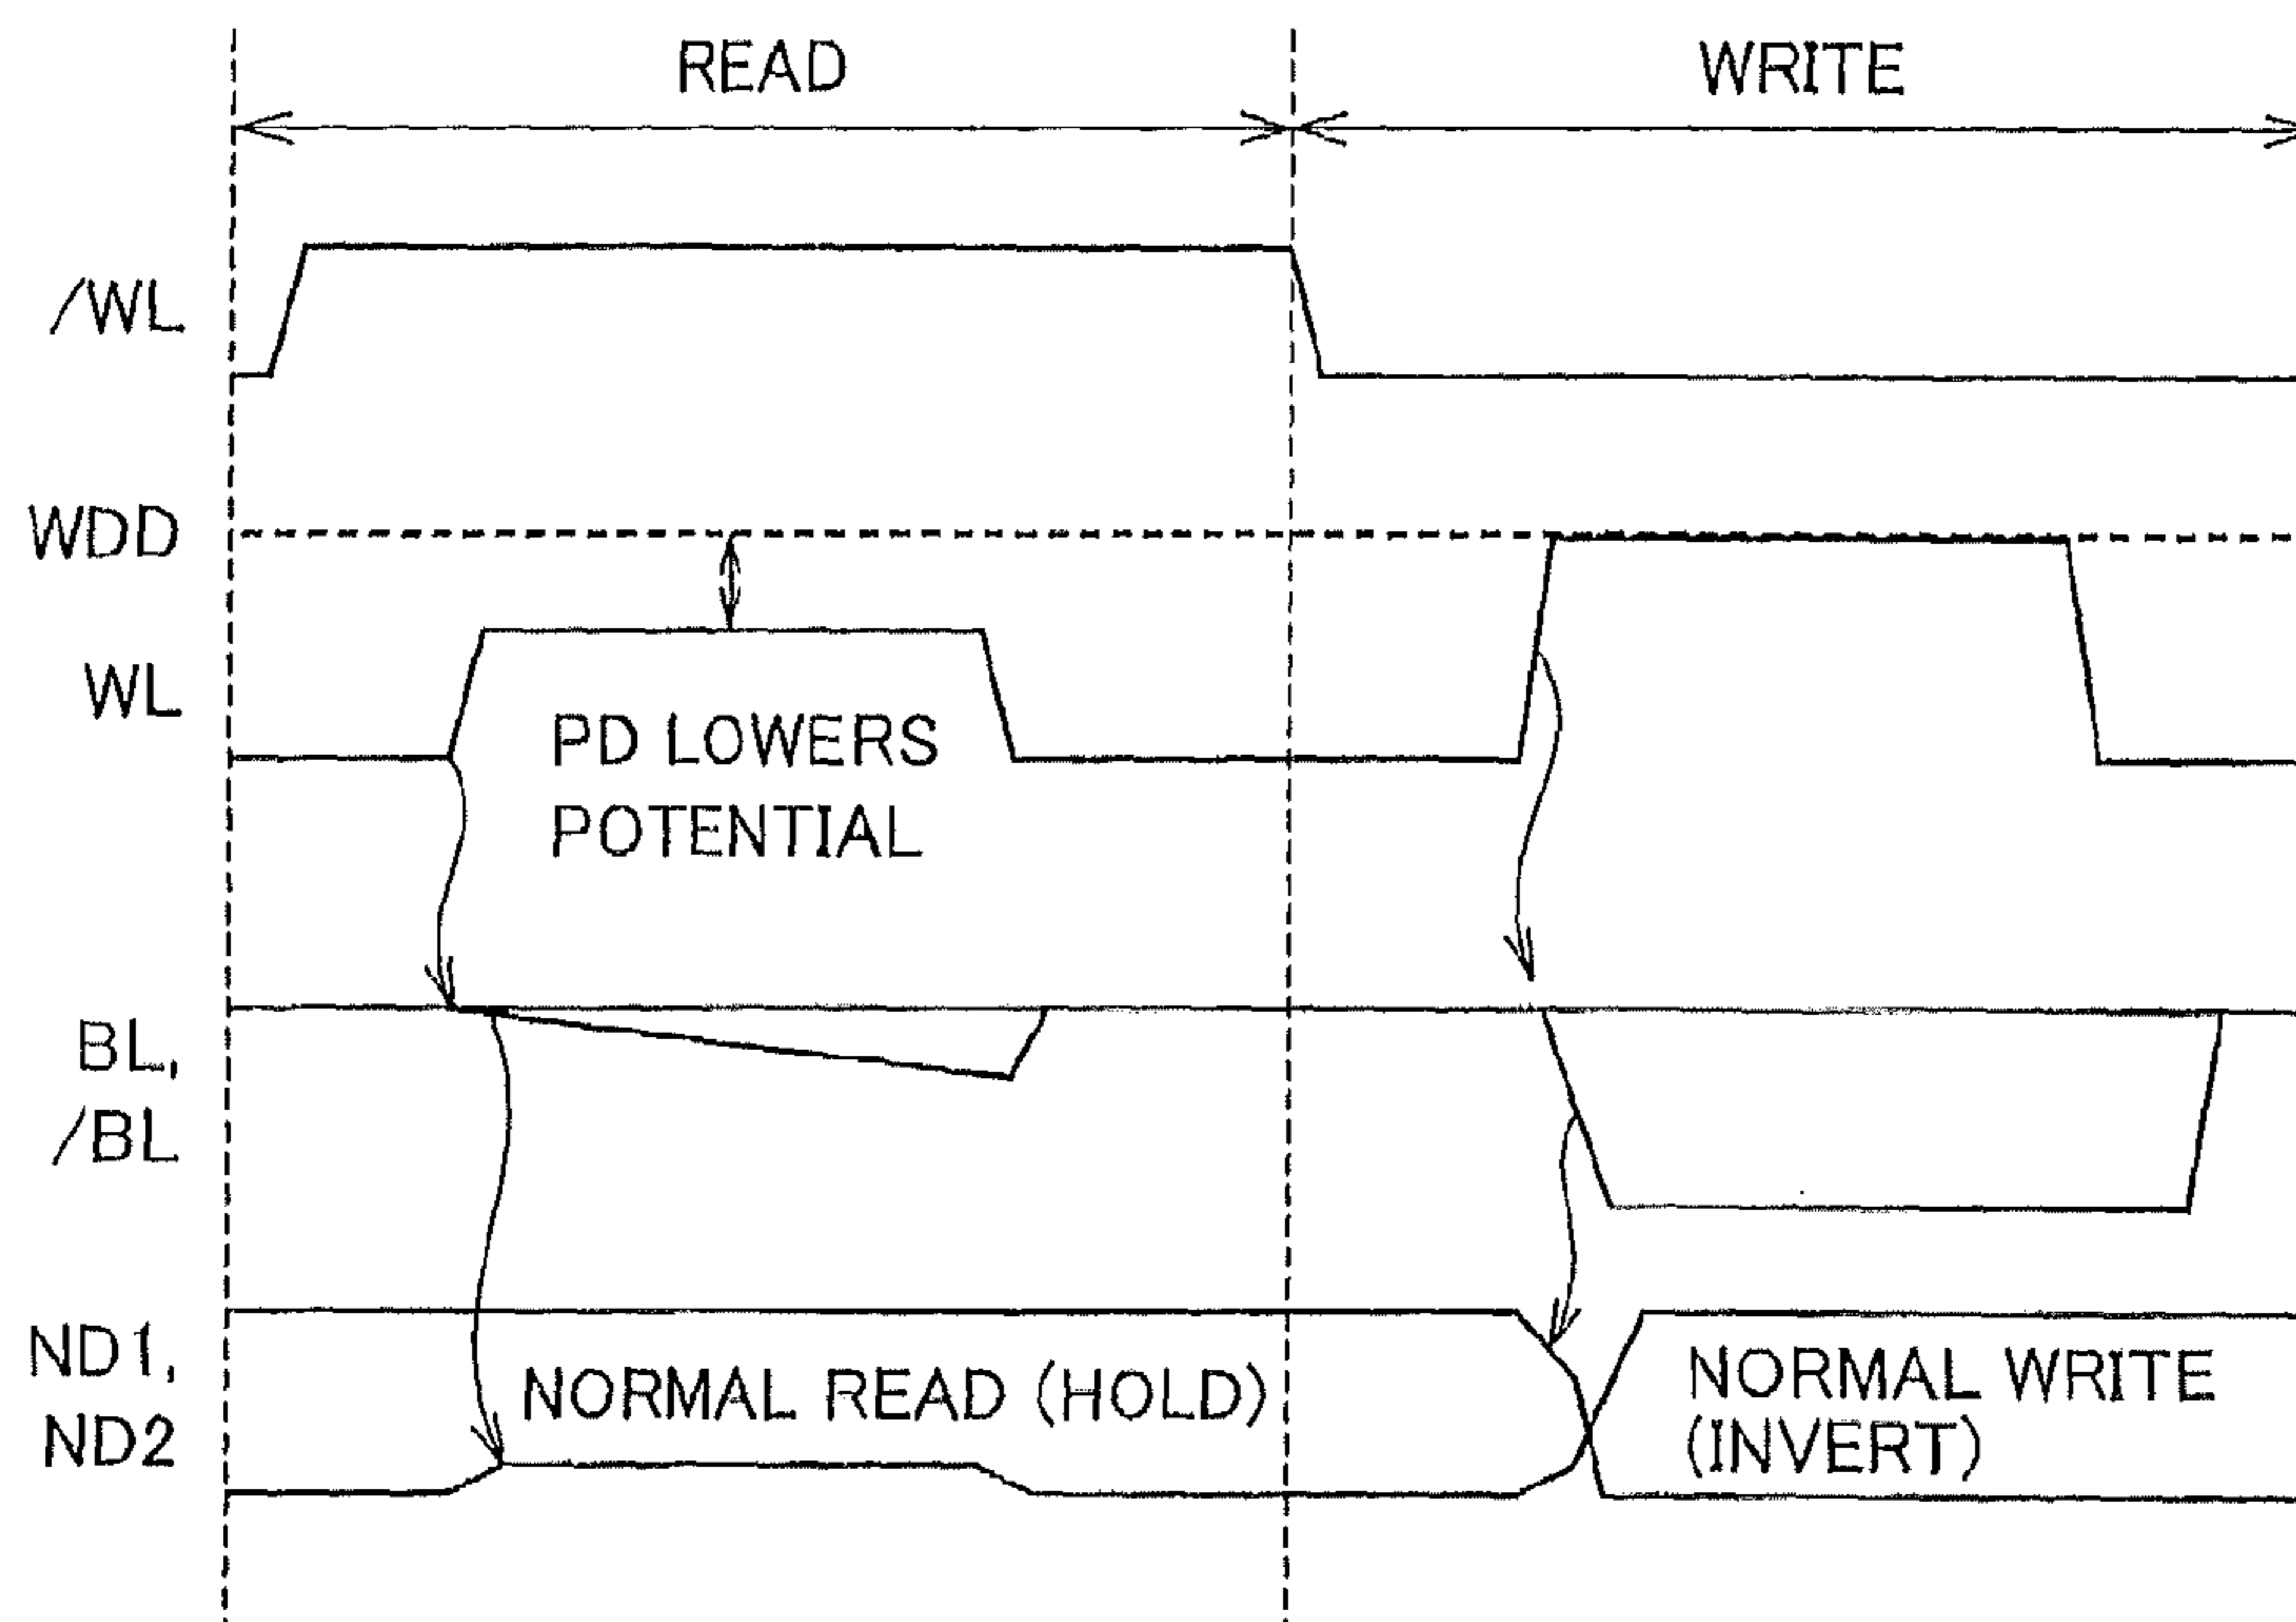 READ
WRITE
/WL
WDD
WL
PD LOWERS
POTENTIAL
BL,
/BL
ND1,
ND2
NORMAL READ (HOLD)
NORMAL WRITE
(INVERT)